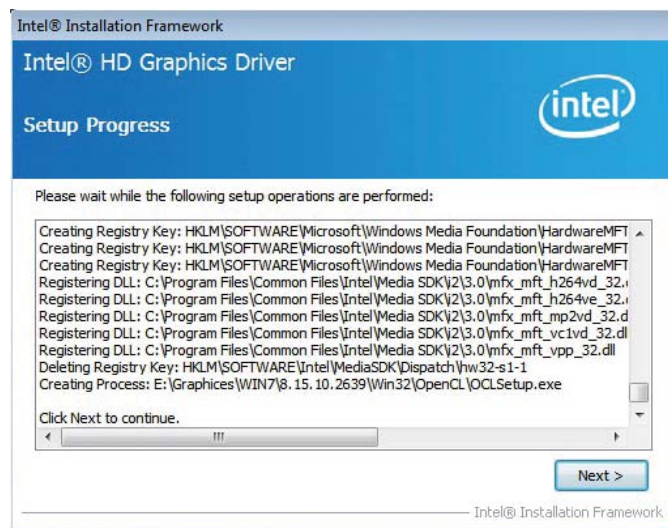 Intel® Installation Framework
Intel® HD Graphics Driver
intel
Setup Progress
Please wait while the following setup operations are performed:
Creating Registry Key: HKLM\SOFTWARE\Microsoft\Windows Media Foundation\HardwareMFT
Creating Registry Key: HKLM\SOFTWARE\Microsoft\Windows Media Foundation\HardwareMFT
Creating Registry Key: HKLM\SOFTWARE\Microsoft\Windows Media Foundation\HardwareMFT
Registering DLL: C:\Program Files\Common Files\Intel\Media SDK\j2\3.0\mfx_mft_h264vd_32.
Registering DLL: C:\Program Files\Common Files\Intel\Media SDK\j2\3.0\mfx_mft_h264ve_32.
Registering DLL: C:\Program Files\Common Files\Intel\Media SDK\j2\3.0\mfx_mft_mp2vd_32.d
Registering DLL: C:\Program Files\Common Files\Intel\Media SDK\j2\3.0\mfx_mft_vc1vd_32.dl
Registering DLL: C:\Program Files\Common Files\Intel\Media SDK\j2\3.0\mfx_mft_vpp_32.dll
Deleting Registry Key: HKLM\SOFTWARE\Intel\MediaSDK\Dispatch\hw32-s1-1
Creating Process: E:\Graphices\WIN7\8.15.10.2639\Win32\OpenCL\OCLSetup.exe
Click Next to continue.
Next >
Intel® Installation Framework